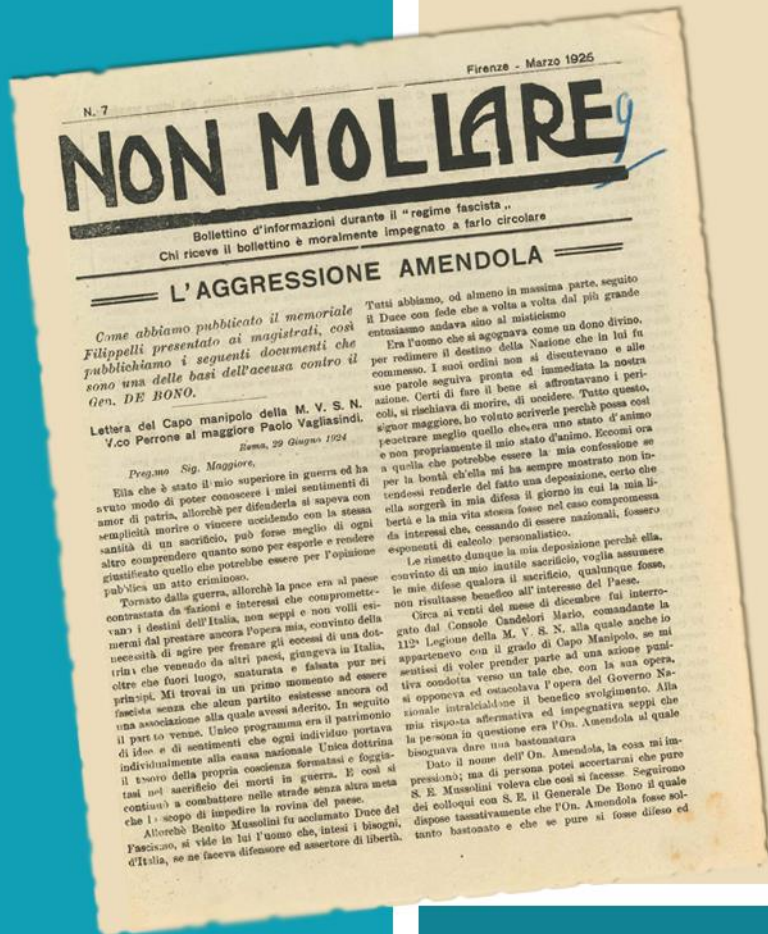 N. 7
Firenze - Marzo 1925
NON MOLLARE
9
Bollettino d'informazioni durante il "regime fascista „
Chi riceve il bollettino è moralmente impegnato a farlo circolare
L'AGGRESSIONE AMENDOLA
Come abbiamo pubblicato il memoriale
Filippelli presentato ai magistrati, così
pubblichiamo i seguenti documenti che
sono una delle basi dell'accusa contro il
Gen. DE BONO.
Lettera del Capo manipolo della M. V. S. N.
V.co Perrone al maggiore Paolo Vagliasindi.
Roma, 29 Giugno 1924
Preg.mo Sig. Maggiore,
Ella che è stato il mio superiore in guerra ed ha
avuto modo di poter conoscere i miei sentimenti di
amor di patria, allorchè per difenderla si sapeva con
semplicità morire o vincere uccidendo con la stessa
santità di un sacrificio, può forse meglio di ogni
altro comprendere quanto sono per esporle e rendere
giustificato quello che potrebbe essere per l'opinione
pubblica un atto criminoso.
Tornato dalla guerra, allorchè la pace era al paese
contrastata da fazioni e interessi che compromette-
vano i destini dell'Italia, non seppi e non volli esi-
mermi dal prestare ancora l'opera mia, convinto della
necessità di agire per frenare gli eccessi di una dot-
trina che venendo da altri paesi, giungeva in Italia,
oltre che fuori luogo, snaturata e falsata pur nei
principi. Mi trovai in un primo momento ad essere
fascista senza che alcun partito esistesse ancora od
una associazione alla quale avessi aderito. In seguito
il partito venne. Unico programma era il patrimonio
di idee e di sentimenti che ogni individuo portava
individualmente alla causa nazionale Unica dottrina
il tesoro della propria coscienza formatasi e foggia-
tasi nel sacrificio dei morti in guerra. E così si
continuò a combattere nelle strade senza altra meta
che lo scopo di impedire la rovina del paese.
Allorchè Benito Mussolini fu acclamato Duce del
Fascismo, si vide in lui l'uomo che, intesi i bisogni,
d'Italia, se ne faceva difensore ed assertore di libertà.
Tutti abbiamo, od almeno in massima parte, seguito
il Duce con fede che a volta a volta dal più grande
entusiasmo andava sino al misticismo
Era l'uomo che si agognava come un dono divino,
per redimere il destino della Nazione che in lui fu
commesso. I suoi ordini non si discutevano e alle
sue parole seguiva pronta ed immediata la nostra
azione. Certi di fare il bene si affrontavano i peri-
coli, si rischiava di morire, di uccidere. Tutto questo,
signor maggiore, ho voluto scriverle perchè possa così
penetrare meglio quello che era uno stato d'animo
e non propriamente il mio stato d'animo. Eccomi ora
a quella che potrebbe essere la mia confessione se
per la bontà ch'ella mi ha sempre mostrato non in-
tendessi renderle del fatto una deposizione, certo che
ella sorgerà in mia difesa il giorno in cui la mia li-
bertà e la mia vita stessa fosse nel caso compromessa
da interessi che, cessando di essere nazionali, fossero
esponenti di calcolo personalistico.
Le rimetto dunque la mia deposizione perchè ella,
convinto di un mio inutile sacrificio, voglia assumere
le mie difese qualora il sacrificio, qualunque fosse,
non risultasse benefico all'interesse del Paese.
Circa ai venti del mese di dicembre fui interro-
gato dal Console Candelori Mario, comandante la
112ª Legione della M. V. S. N. alla quale anche io
appartenevo con il grado di Capo Manipolo, se mi
sentissi di voler prender parte ad una azione puni-
tiva condotta verso un tale che, con la sua opera,
si opponeva ed ostacolava l'opera del Governo Na-
zionale intralciandone il benefico svolgimento. Alla
mia risposta affermativa ed impegnativa seppi che
la persona in questione era l'On. Amendola al quale
bisognava dare una bastonatura
Dato il nome dell'On. Amendola, la cosa mi im-
pressionò; ma di persona potei accertarmi che pure
S. E. Mussolini voleva che così si facesse. Seguirono
dei colloqui con S. E. il Generale De Bono il quale
dispose tassativamente che l'On. Amendola fosse sol-
tanto bastonato e che se pure si fosse difeso ed